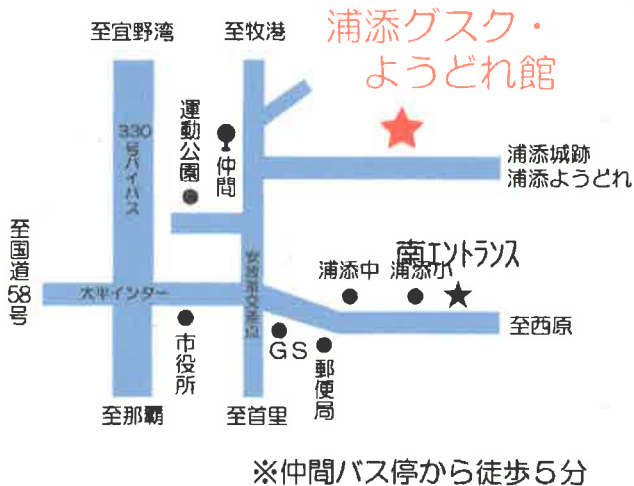 浦添グスク・
ようどれ館
至宜野湾
至牧港
330号バイパス
運動公園
仲間
浦添城跡
浦添ようどれ
至国道58号
南エントランス
浦添中
浦添小
大平インター
安波茶交差点
至西原
市役所
GS
郵便局
至那覇
至首里
※仲間バス停から徒歩5分